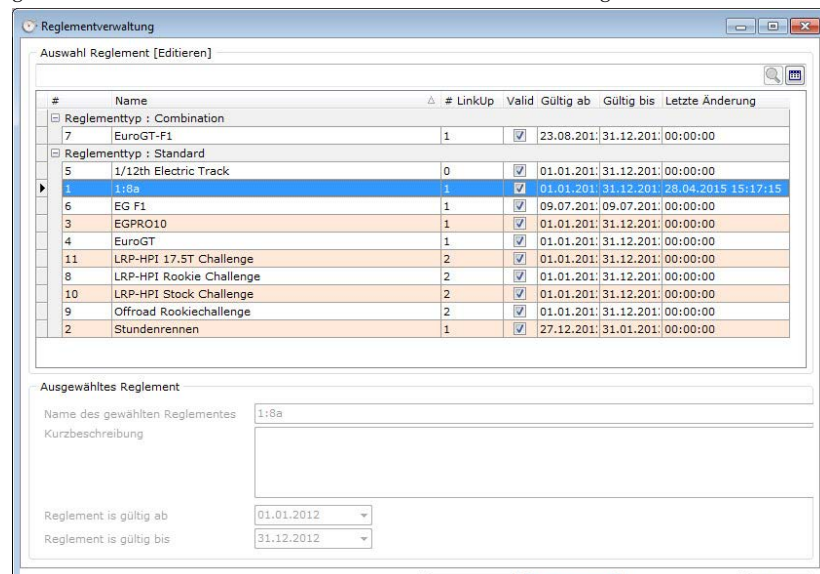 Reglementverwaltung
Auswahl Reglement [Editieren]
# Name # LinkUp Valid Gültig ab Gültig bis Letzte Änderung
Reglementtyp : Combination
7 EuroGT-F1 1 23.08.201 31.12.201 00:00:00
Reglementtyp : Standard
5 1/12th Electric Track 0 01.01.201 31.12.201 00:00:00
1 1:8a 1 01.01.201 31.12.201 28.04.2015 15:17:15
6 EG F1 1 09.07.201 09.07.201 00:00:00
3 EGPRO10 1 01.01.201 31.12.201 00:00:00
4 EuroGT 1 01.01.201 31.12.201 00:00:00
11 LRP-HPI 17.5T Challenge 2 01.01.201 31.12.201 00:00:00
8 LRP-HPI Rookie Challenge 2 01.01.201 31.12.201 00:00:00
10 LRP-HPI Stock Challenge 2 01.01.201 31.12.201 00:00:00
9 Offroad Rookiechallenge 2 01.01.201 31.12.201 00:00:00
2 Stundenrennen 1 27.12.201 31.01.201 00:00:00
Ausgewähltes Reglement
Name des gewählten Reglementes 1:8a
Kurzbeschreibung
Reglement is gültig ab 01.01.2012
Reglement is gültig bis 31.12.2012